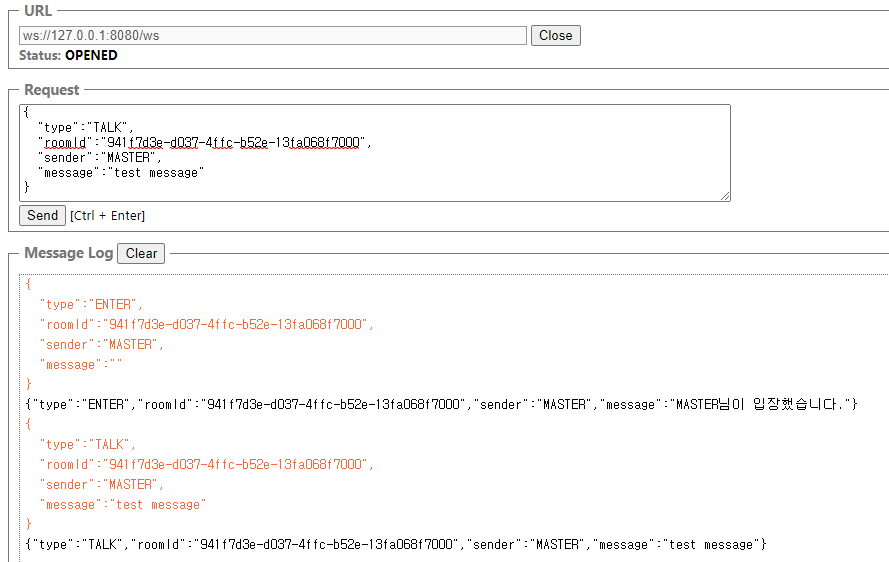 URL
ws://127.0.0.1:8080/ws Close
Status: OPENED
Request
{
"type":"TALK",
"roomId":"941f7d3e-d037-4ffc-b52e-13fa068f7000",
"sender":"MASTER",
"message":"test message"
}
Send [Ctrl + Enter]
Message Log Clear
{
"type":"ENTER",
"roomId":"941f7d3e-d037-4ffc-b52e-13fa068f7000",
"sender":"MASTER",
"message":""
}
{"type":"ENTER","roomId":"941f7d3e-d037-4ffc-b52e-13fa068f7000","sender":"MASTER","message":"MASTER님이 입장했습니다."}
{
"type":"TALK",
"roomId":"941f7d3e-d037-4ffc-b52e-13fa068f7000",
"sender":"MASTER",
"message":"test message"
}
{"type":"TALK","roomId":"941f7d3e-d037-4ffc-b52e-13fa068f7000","sender":"MASTER","message":"test message"}